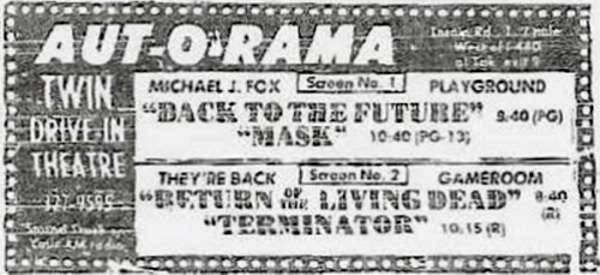 AUT-O-RAMA
TWIN
DRIVE-IN
THEATRE
MICHAEL J. FOX Screen No. 1 PLAYGROUND
"BACK TO THE FUTURE" 8:40 (PG)
"MASK" 10:40 (PG-13)
THEY'RE BACK Screen No. 2 GAMEROOM
"RETURN OF THE LIVING DEAD" 8:40
(R)
"TERMINATOR" 10:15 (R)